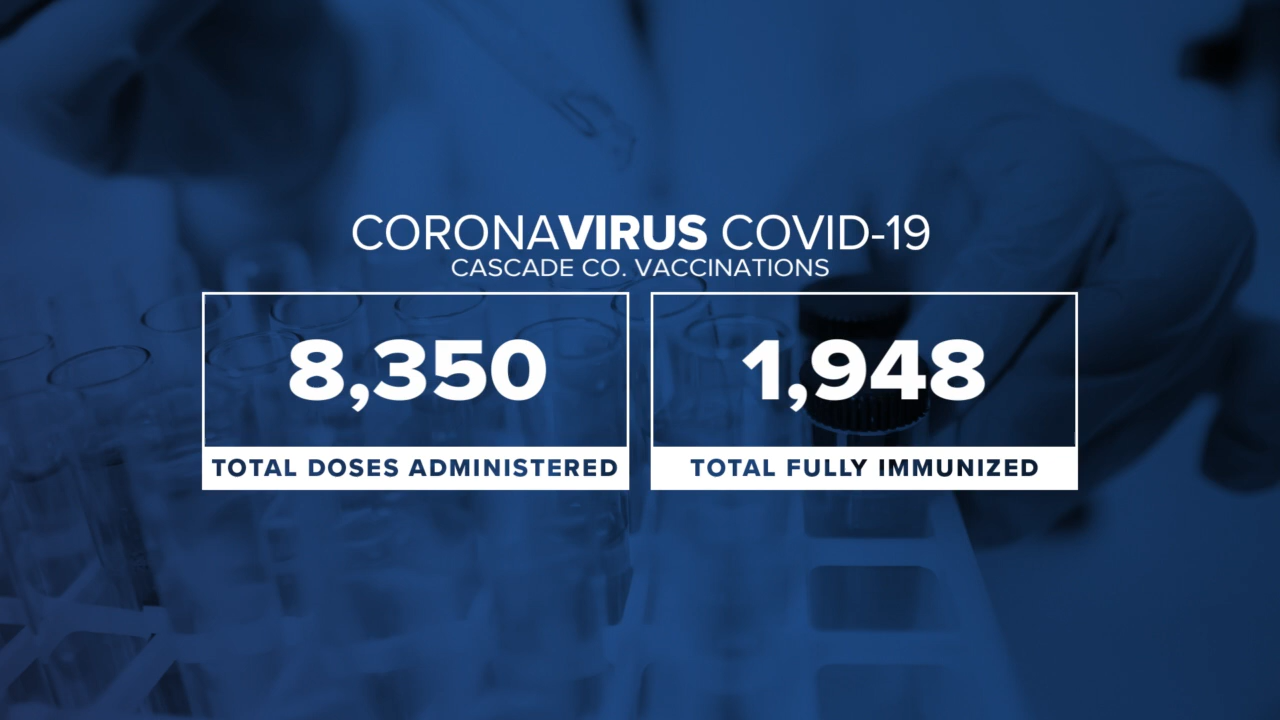 CORONAVIRUS COVID-19
CASCADE CO. VACCINATIONS
8,350
TOTAL DOSES ADMINISTERED
1,948
TOTAL FULLY IMMUNIZED